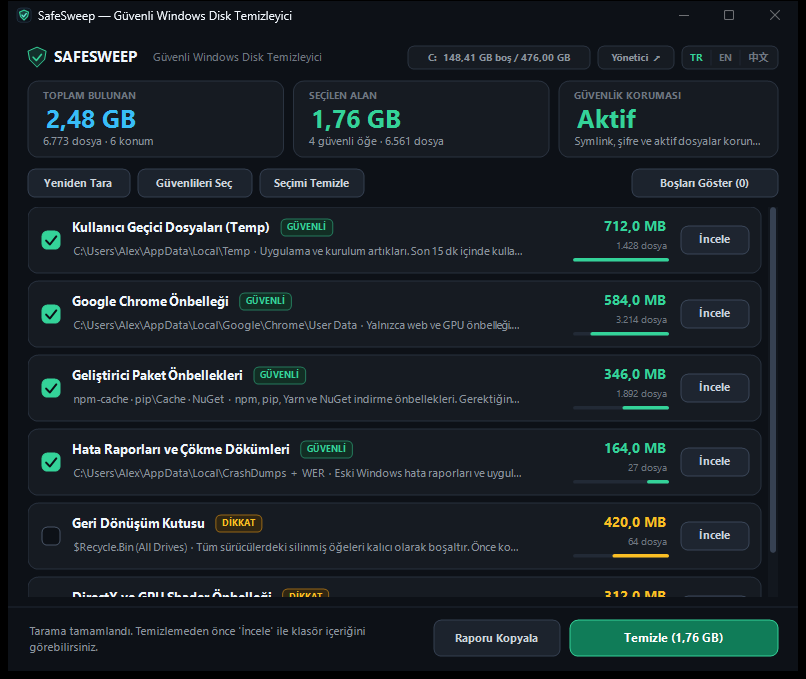 SafeSweep — Güvenli Windows Disk Temizleyici
SAFESWEEP Güvenli Windows Disk Temizleyici
C: 148,41 GB boş / 476,00 GB
Yönetici ↗
TR EN 中文
TOPLAM BULUNAN
2,48 GB
6.773 dosya · 6 konum
SEÇİLEN ALAN
1,76 GB
4 güvenli öğe · 6.561 dosya
GÜVENLİK KORUMASI
Aktif
Symlink, şifre ve aktif dosyalar korun...
Yeniden Tara
Güvenlileri Seç
Seçimi Temizle
Boşları Göster (0)
Kullanıcı Geçici Dosyaları (Temp) GÜVENLİ
C:\Users\Alex\AppData\Local\Temp · Uygulama ve kurulum artıkları. Son 15 dk içinde kulla...
712,0 MB
1.428 dosya
İncele
Google Chrome Önbelleği GÜVENLİ
C:\Users\Alex\AppData\Local\Google\Chrome\User Data · Yalnızca web ve GPU önbelleği....
584,0 MB
3.214 dosya
İncele
Geliştirici Paket Önbellekleri GÜVENLİ
npm-cache · pip\Cache · NuGet · npm, pip, Yarn ve NuGet indirme önbellekleri. Gerektiğin...
346,0 MB
1.892 dosya
İncele
Hata Raporları ve Çökme Dökümleri GÜVENLİ
C:\Users\Alex\AppData\Local\CrashDumps + WER · Eski Windows hata raporları ve uygul...
164,0 MB
27 dosya
İncele
Geri Dönüşüm Kutusu DİKKAT
$Recycle.Bin (All Drives) · Tüm sürücülerdeki silinmiş öğeleri kalıcı olarak boşaltır. Önce ko...
420,0 MB
64 dosya
İncele
DirectX ve GPU Shader Önbelleği DİKKAT
312,0 MB
Tarama tamamlandı. Temizlemeden önce 'İncele' ile klasör içeriğini
görebilirsiniz.
Raporu Kopyala
Temizle (1,76 GB)